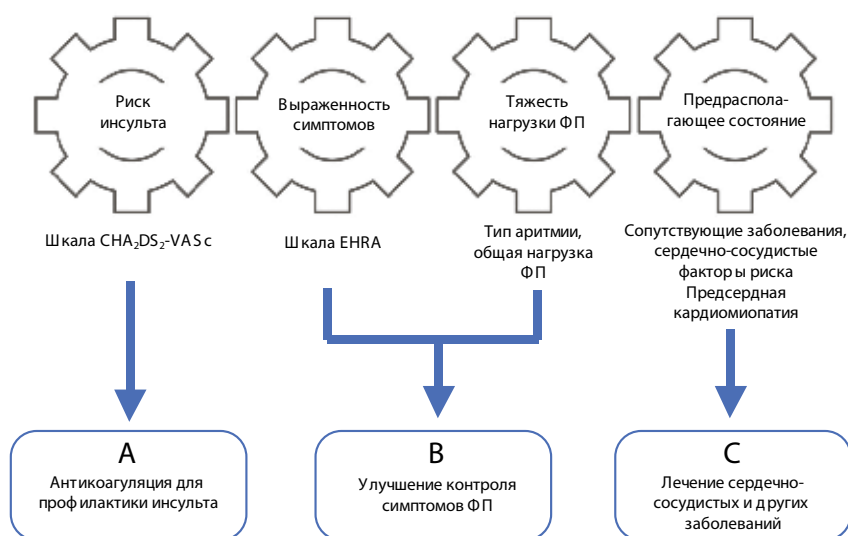 Риск
инсульта
Выраженность
симптомов
Тяжесть
нагрузки ФП
Предраспола-
гающее состояние
Шкала CHA₂DS₂-VASc
Шкала EHRA
Тип аритмии,
общая нагрузка
ФП
Сопутствующие заболевания,
сердечно-сосудистые
факторы риска
Предсердная
кардиомиопатия
A
Антикоагуляция для
профилактики инсульта
B
Улучшение контроля
симптомов ФП
C
Лечение сердечно-
сосудистых и других
заболеваний